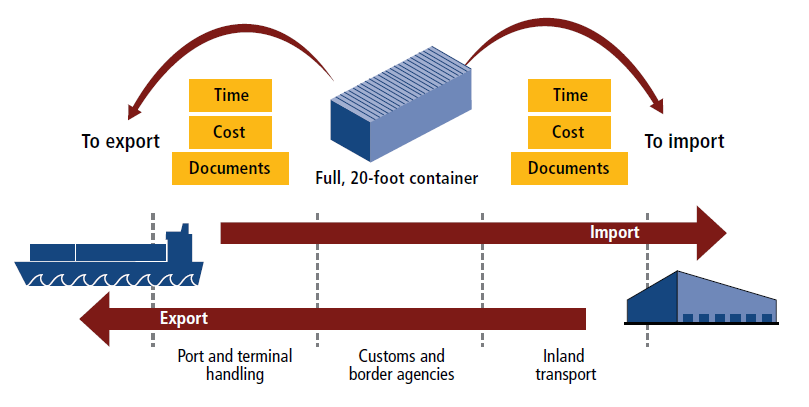 Time
Time
Cost
Cost
To export
To import
Documents
Documents
Full, 20-foot container
Import
Export
Port and terminal
handling
Customs and
border agencies
Inland
transport